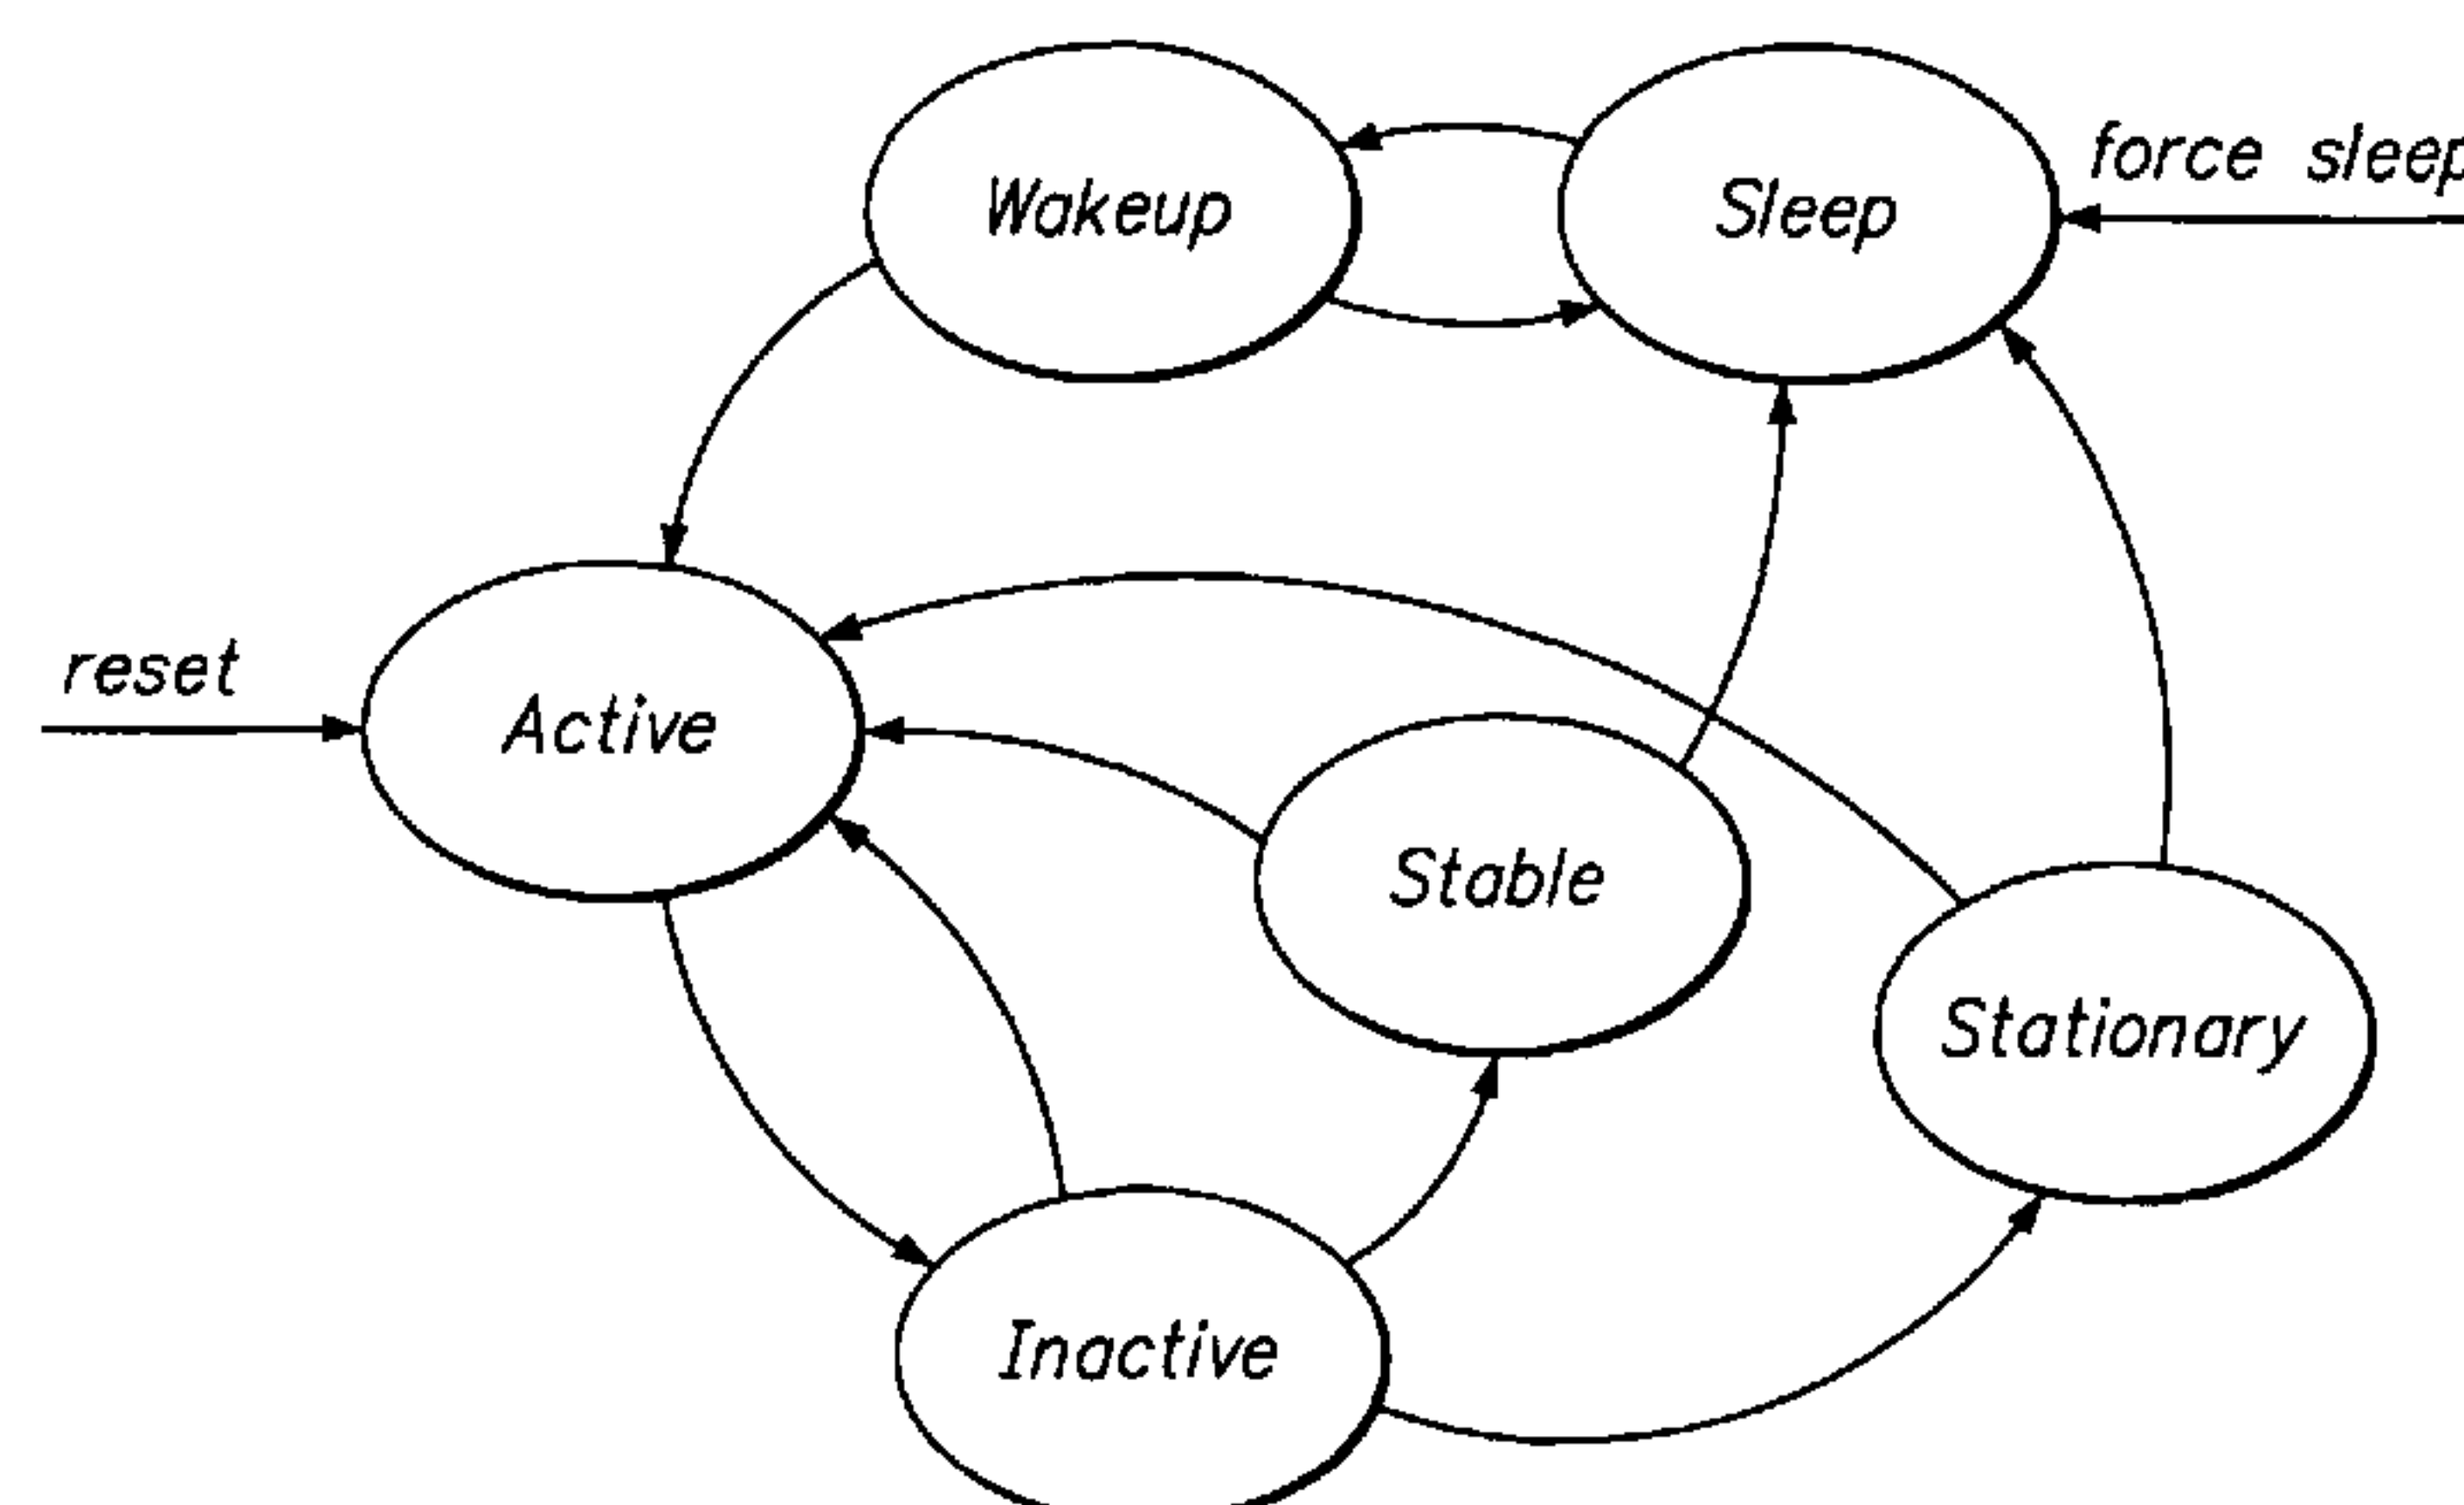 Wakeup
Sleep
force sleep
reset
Active
Stable
Stationary
Inactive